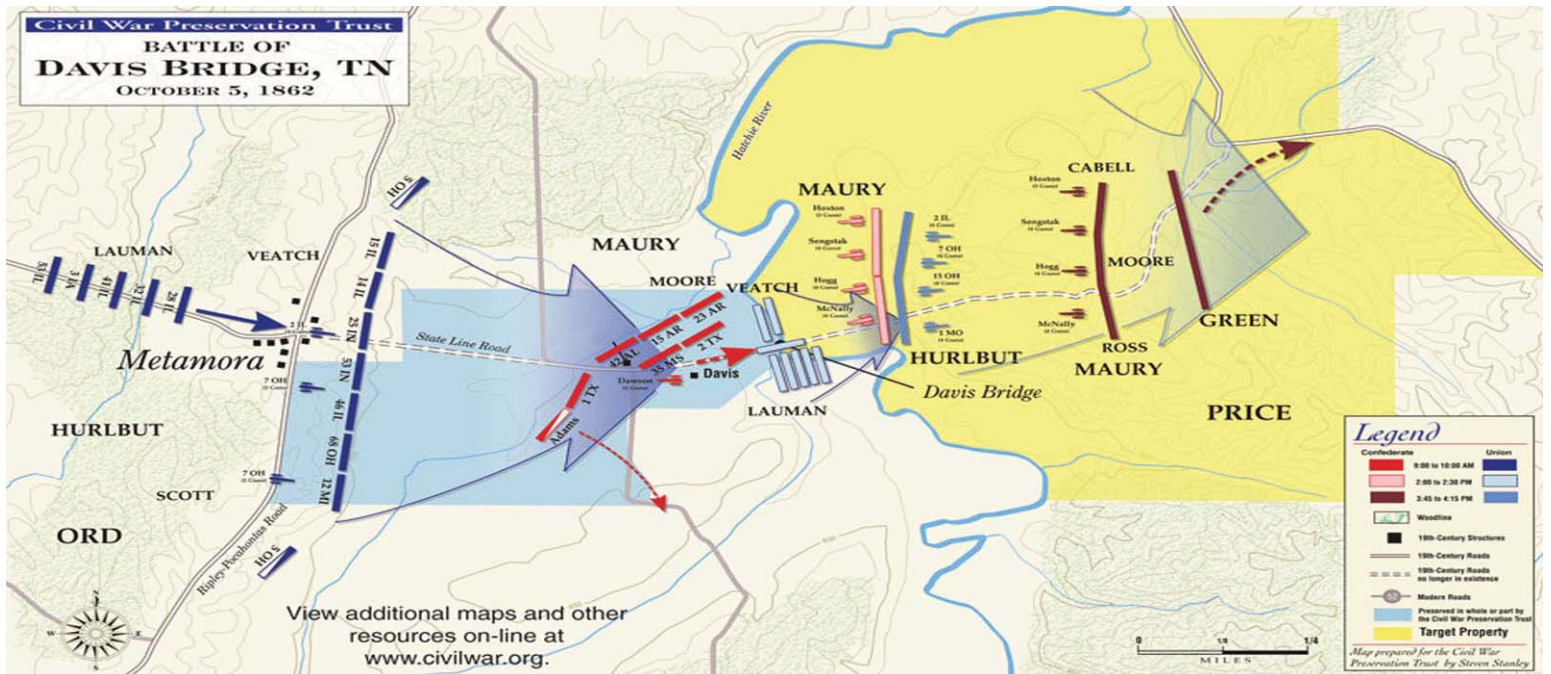 Civil War Preservation Trust
BATTLE OF
DAVIS BRIDGE, TN
OCTOBER 5, 1862
Hatchie River
5 OH
LAUMAN
VEATCH
53 IL
3 IA
41 IL
32 IL
28 IL
15 IL
14 IL
25 IN
53 IN
46 IL
68 OH
12 MI
2 IL
Metamora
State Line Road
7 OH
(2 Guns)
HURLBUT
7 OH
(2 Guns)
SCOTT
ORD
Ripley-Pocahontas Road
5 OH
MAURY
MOORE
42 AL
15 AR
23 AR
35 MS
2 TX
1 TX
Adams
Dawson
Davis
VEATCH
LAUMAN
MAURY
Hoxton
Sengstak
Hogg
McNally
2 IL
7 OH
15 OH
1 MO
HURLBUT
Davis Bridge
CABELL
Hoxton
Sengstak
Hogg
McNally
MOORE
ROSS
MAURY
GREEN
PRICE
View additional maps and other
resources on-line at
www.civilwar.org.
N
W
E
S
0
1/8
1/4
MILES
Legend
Confederate
Union
9:00 to 10:00 AM
2:00 to 2:30 PM
3:45 to 4:15 PM
Woodline
19th-Century Structures
19th-Century Roads
19th-Century Roads
no longer in existence
52
Modern Roads
Preserved in whole or part by
the Civil War Preservation Trust
Target Property
Map prepared for the Civil War
Preservation Trust by Steven Stanley